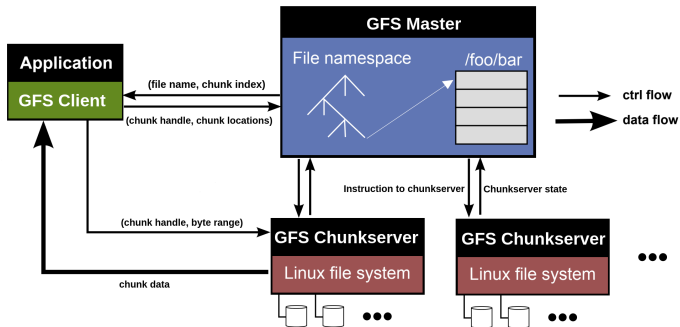 GFS Master
Application
GFS Client
File namespace
/foo/bar
(file name, chunk index)
(chunk handle, chunk locations)
ctrl flow
data flow
Instruction to chunkserver
Chunkserver state
(chunk handle, byte range)
GFS Chunkserver
Linux file system
GFS Chunkserver
Linux file system
chunk data